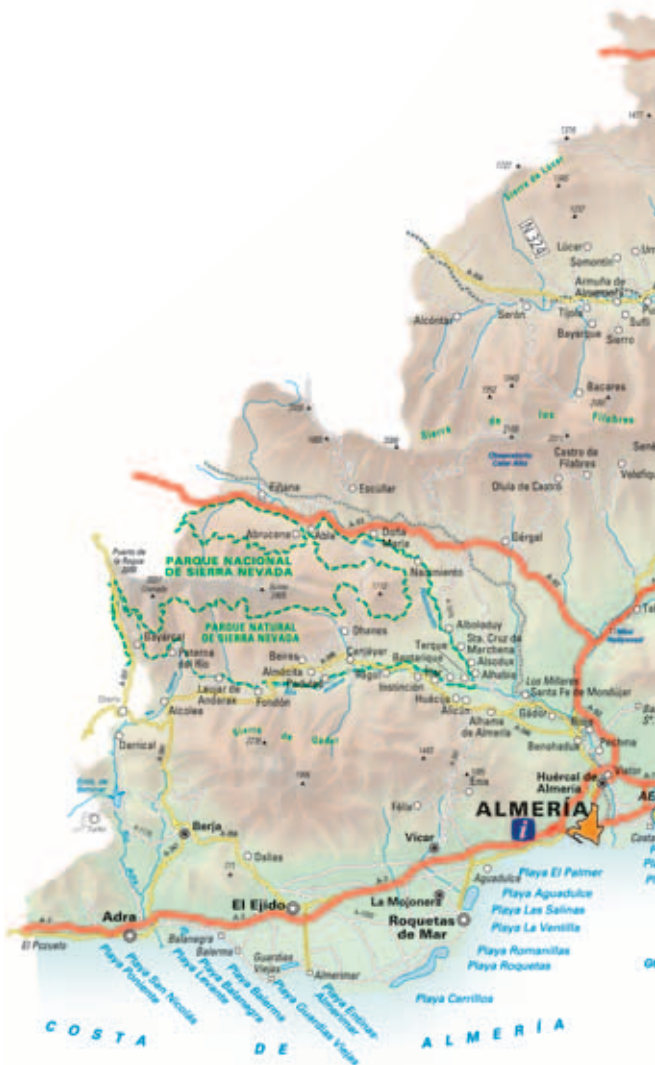 1477
1318
Sierra de Lúcar
N 324
Lúcar
Somontín
Armuña de
Almanzora
Alcóntar
Serón
Tíjola
Sufli
Bayarque
Sierro
Bacares
Sierra de los Filabres
Observatorio
Calar Alto
Castro de
Filabres
Olula de Castro
Velefiqu
Fiñana
Escúllar
Abrucena
Abla
Doña
María
A-92
Gérgal
Puerto de
la Ragua
2000
PARQUE NACIONAL
DE SIERRA NEVADA
Nacimiento
PARQUE NATURAL
DE SIERRA NEVADA
Alboloduy
Sta. Cruz de
Marchena
Ohanes
Terque
Bentarique
Alsodux
Bayárcal
Paterna
del Río
Beires
Canjáyar
Alhabia
Almócita
Padules
Rágol
Instinción
Los Millares
Santa Fe de Mondújar
Laujar de
Andarax
Fondón
Huécija
Alicún
Alhama
de Almería
Gádor
Rioja
Alcolea
Cherín
Darrical
Sierra de Gádor
Benahadux
Pechina
Viator
Enix
Huércal de
Almería
Félix
ALMERÍA
i
Berja
Dalías
Vícar
Aguadulce
Playa El Palmer
La Mojonera
Playa Aguadulce
Playa Las Salinas
El Ejido
Roquetas
de Mar
Playa La Ventilla
Adra
El Pozuelo
Balanegra
Balerma
Guardias
Viejas
Almerimar
Playa Romanillas
Playa Roquetas
Playa Cerrillos
Playa Poniente
Playa San Nicolás
Playa Levante
Playa Balanegra
Playa Balerma
Playa Guardias Viejas
Playa Entinas-
Almerimar
COSTA DE ALMERÍA